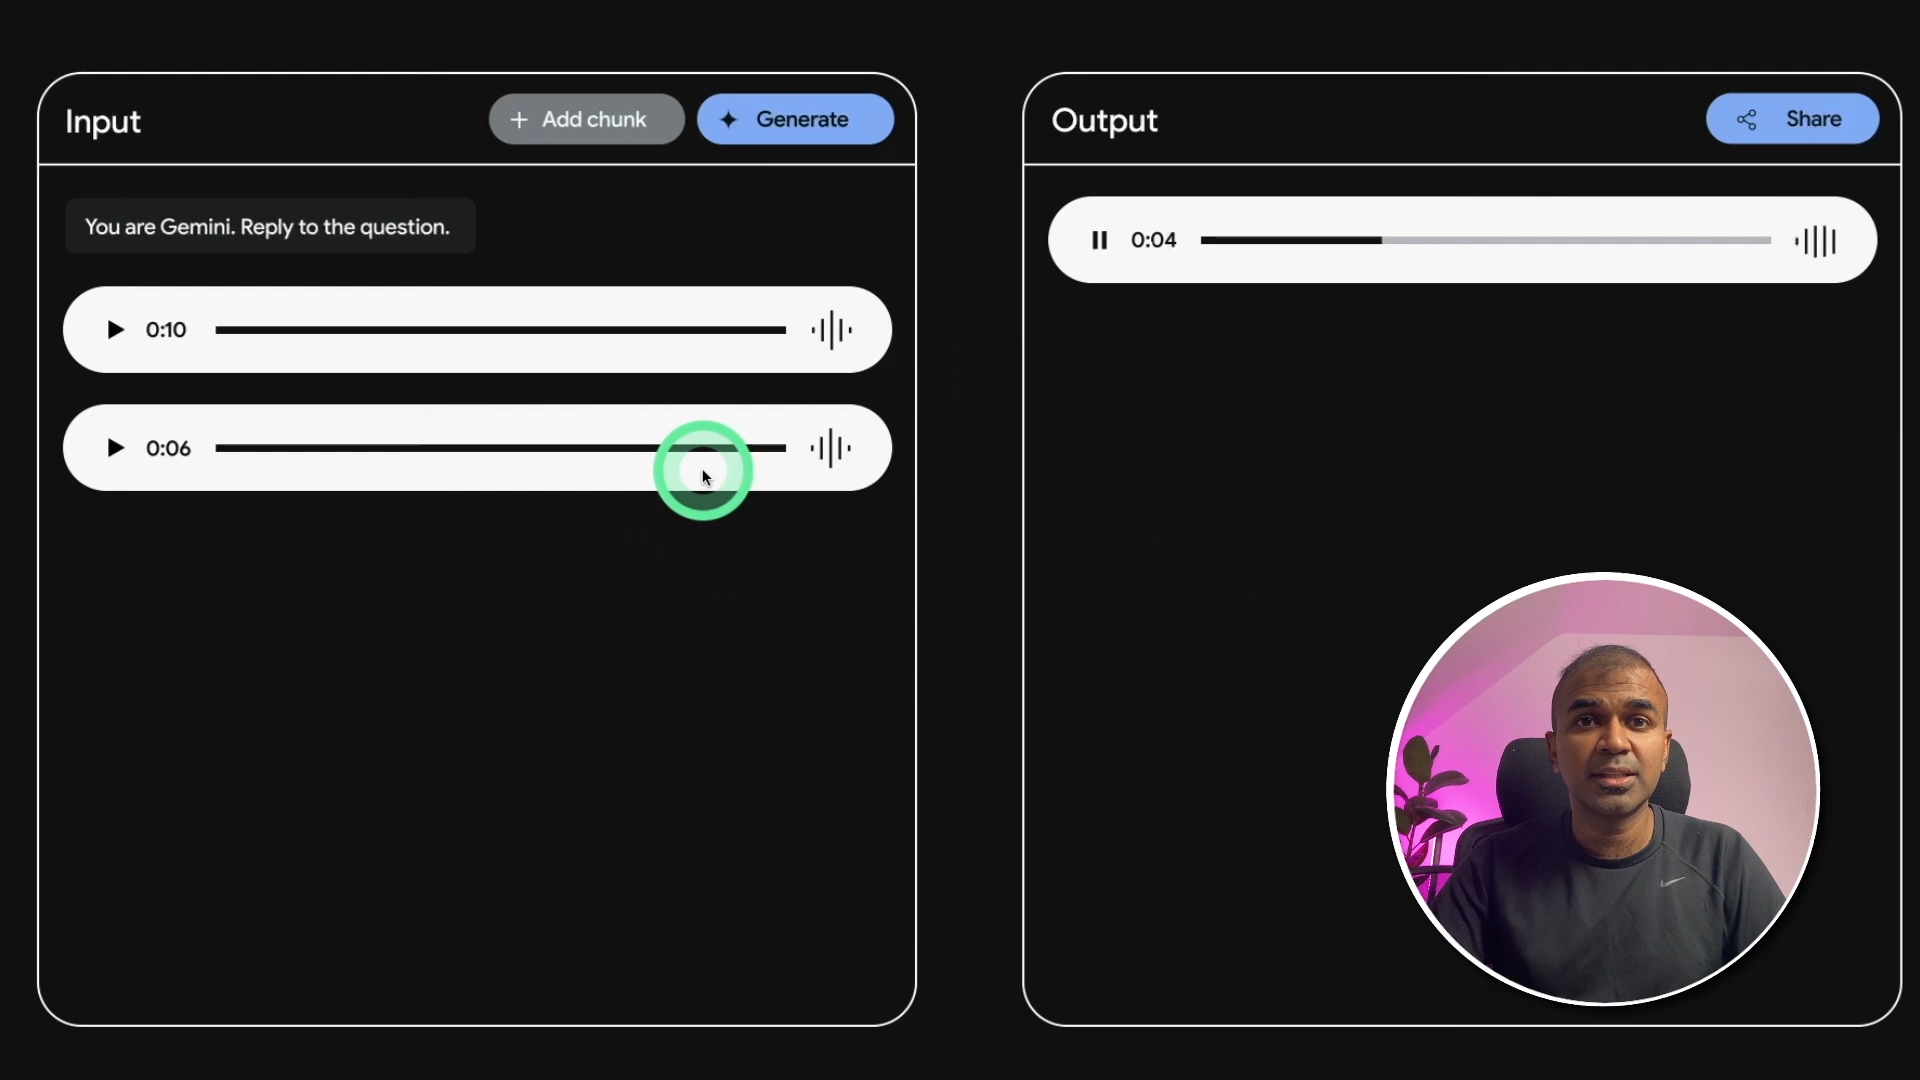 Input
Add chunk
Generate
You are Gemini. Reply to the question.
0:10
0:06
Output
Share
0:04